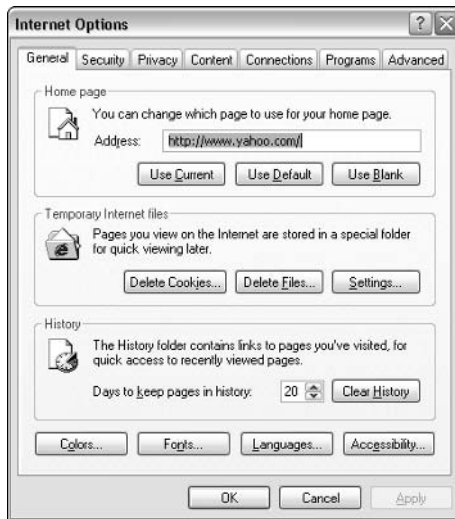 Internet Options
General Security Privacy Content Connections Programs Advanced
Home page
You can change which page to use for your home page.
Address: http://www.yahoo.com/
Use Current Use Default Use Blank
Temporary Internet files
Pages you view on the Internet are stored in a special folder
for quick viewing later.
Delete Cookies... Delete Files... Settings...
History
The History folder contains links to pages you've visited, for
quick access to recently viewed pages.
Days to keep pages in history: 20 Clear History
Colors... Fonts... Languages... Accessibility...
OK Cancel Apply